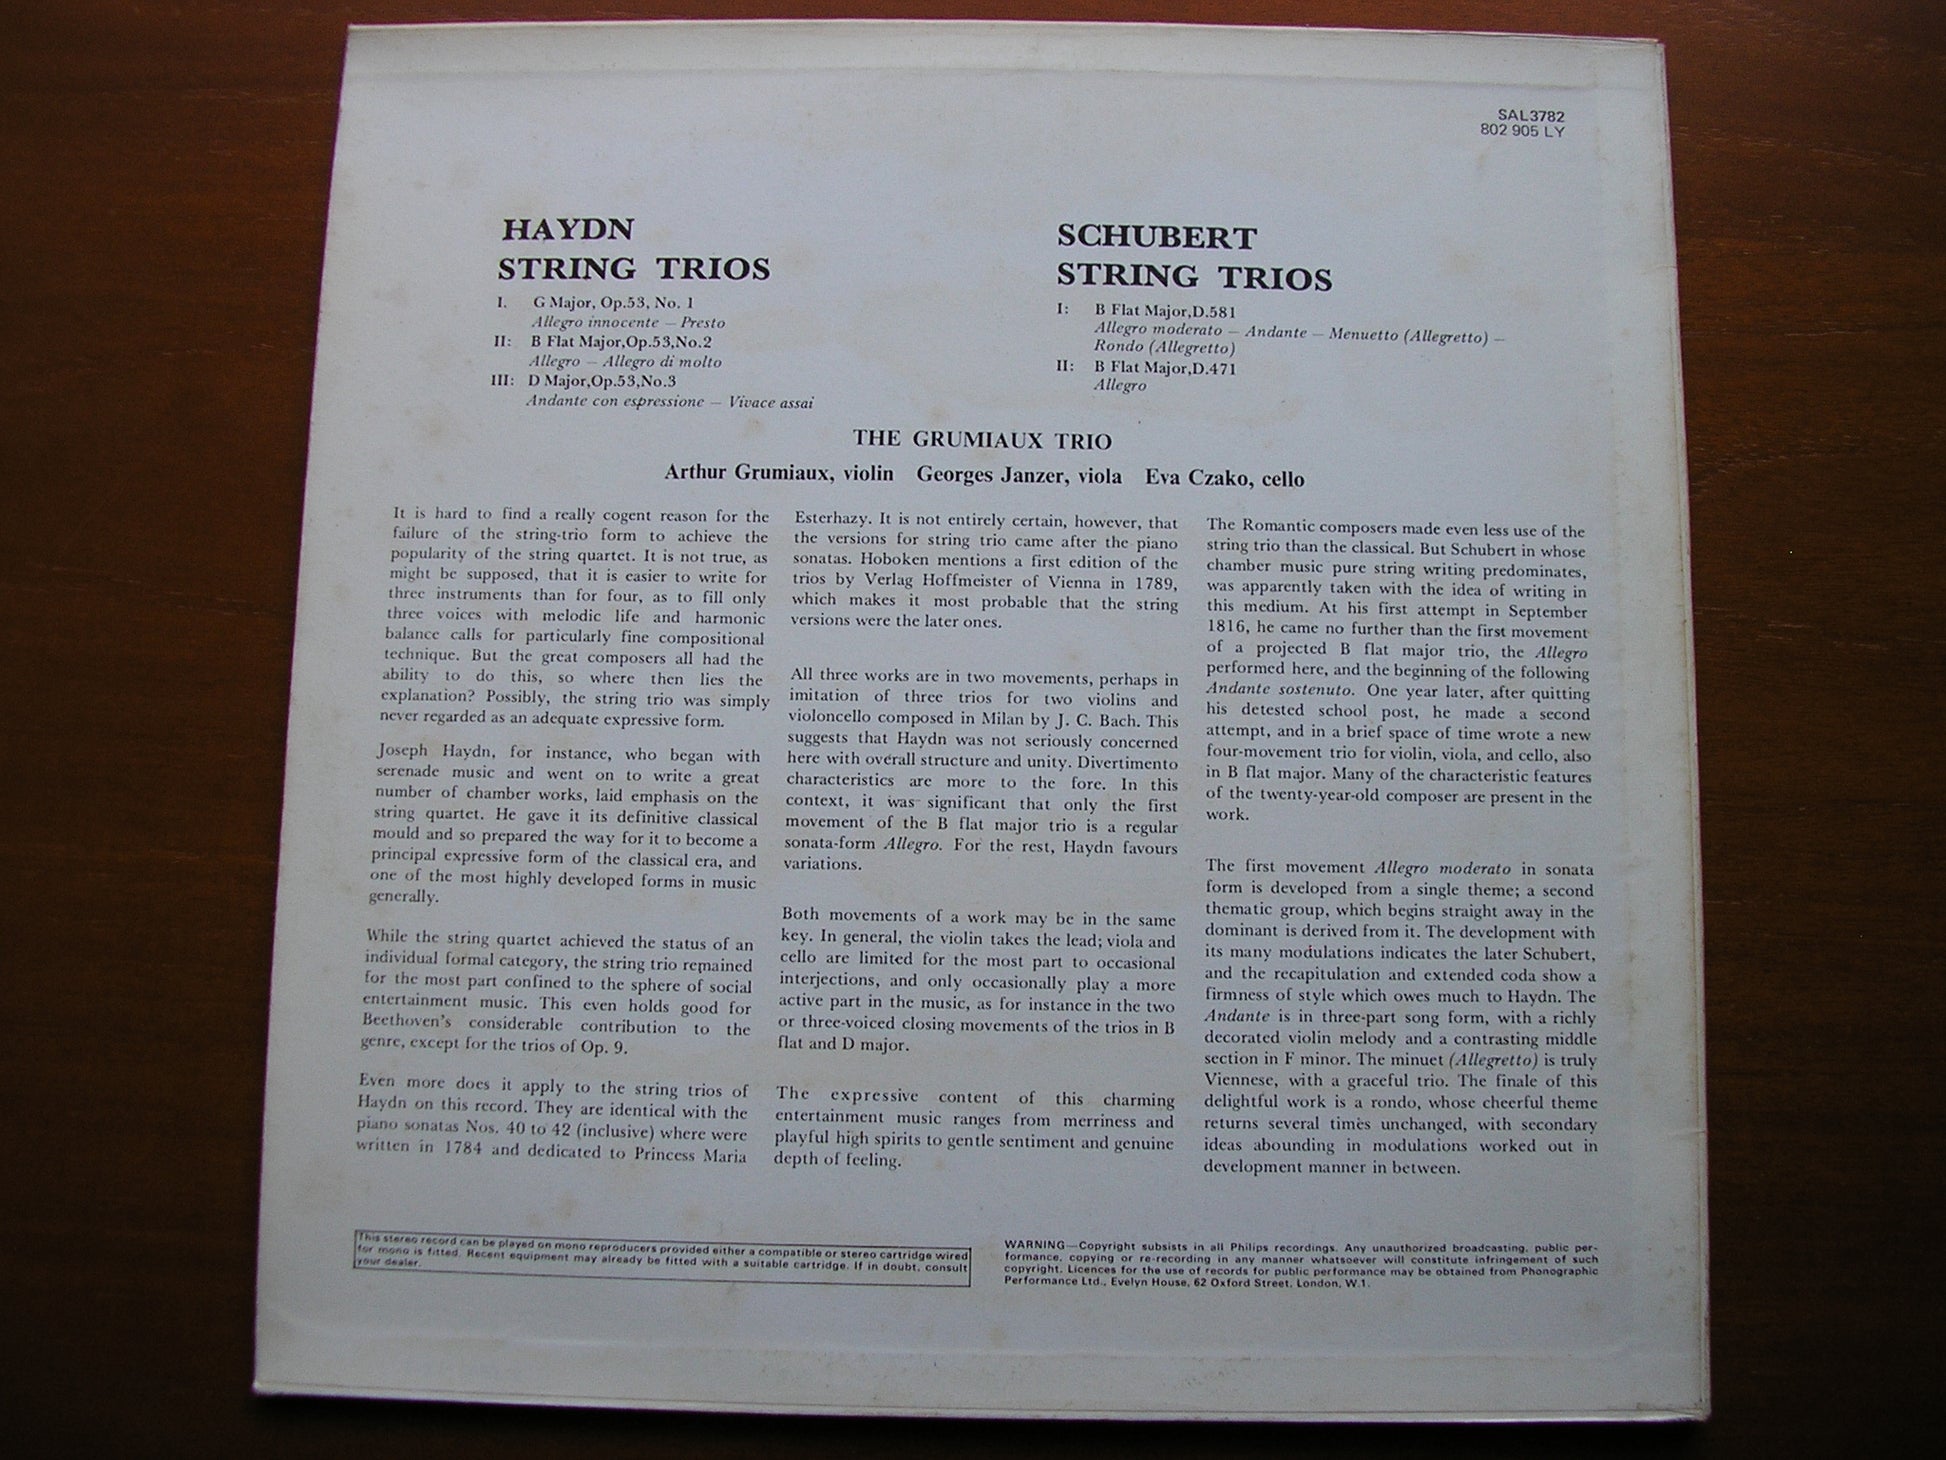 SAL3782
802 905 LY
HAYDN
STRING TRIOS
I. G Major, Op.53, No. 1
Allegro innocente – Presto
II: B Flat Major,Op.53,No.2
Allegro – Allegro di molto
III: D Major,Op.53,No.3
Andante con espressione – Vivace assai
SCHUBERT
STRING TRIOS
I: B Flat Major,D.581
Allegro moderato – Andante – Menuetto (Allegretto) –
Rondo (Allegretto)
II: B Flat Major,D.471
Allegro
THE GRUMIAUX TRIO
Arthur Grumiaux, violin Georges Janzer, viola Eva Czako, cello
It is hard to find a really cogent reason for the
failure of the string-trio form to achieve the
popularity of the string quartet. It is not true, as
might be supposed, that it is easier to write for
three instruments than for four, as to fill only
three voices with melodic life and harmonic
balance calls for particularly fine compositional
technique. But the great composers all had the
ability to do this, so where then lies the
explanation? Possibly, the string trio was simply
never regarded as an adequate expressive form.
Joseph Haydn, for instance, who began with
serenade music and went on to write a great
number of chamber works, laid emphasis on the
string quartet. He gave it its definitive classical
mould and so prepared the way for it to become a
principal expressive form of the classical era, and
one of the most highly developed forms in music
generally.
While the string quartet achieved the status of an
individual formal category, the string trio remained
for the most part confined to the sphere of social
entertainment music. This even holds good for
Beethoven's considerable contribution to the
genre, except for the trios of Op. 9.
Even more does it apply to the string trios of
Haydn on this record. They are identical with the
piano sonatas Nos. 40 to 42 (inclusive) where were
written in 1784 and dedicated to Princess Maria
Esterhazy. It is not entirely certain, however, that
the versions for string trio came after the piano
sonatas. Hoboken mentions a first edition of the
trios by Verlag Hoffmeister of Vienna in 1789,
which makes it most probable that the string
versions were the later ones.
All three works are in two movements, perhaps in
imitation of three trios for two violins and
violoncello composed in Milan by J. C. Bach. This
suggests that Haydn was not seriously concerned
here with overall structure and unity. Divertimento
characteristics are more to the fore. In this
context, it was significant that only the first
movement of the B flat major trio is a regular
sonata-form Allegro. For the rest, Haydn favours
variations.
Both movements of a work may be in the same
key. In general, the violin takes the lead; viola and
cello are limited for the most part to occasional
interjections, and only occasionally play a more
active part in the music, as for instance in the two
or three-voiced closing movements of the trios in B
flat and D major.
The expressive content of this charming
entertainment music ranges from merriness and
playful high spirits to gentle sentiment and genuine
depth of feeling.
The Romantic composers made even less use of the
string trio than the classical. But Schubert in whose
chamber music pure string writing predominates,
was apparently taken with the idea of writing in
this medium. At his first attempt in September
1816, he came no further than the first movement
of a projected B flat major trio, the Allegro
performed here, and the beginning of the following
Andante sostenuto. One year later, after quitting
his detested school post, he made a second
attempt, and in a brief space of time wrote a new
four-movement trio for violin, viola, and cello, also
in B flat major. Many of the characteristic features
of the twenty-year-old composer are present in the
work.
The first movement Allegro moderato in sonata
form is developed from a single theme; a second
thematic group, which begins straight away in the
dominant is derived from it. The development with
its many modulations indicates the later Schubert,
and the recapitulation and extended coda show a
firmness of style which owes much to Haydn. The
Andante is in three-part song form, with a richly
decorated violin melody and a contrasting middle
section in F minor. The minuet (Allegretto) is truly
Viennese, with a graceful trio. The finale of this
delightful work is a rondo, whose cheerful theme
returns several times unchanged, with secondary
ideas abounding in modulations worked out in
development manner in between.
This stereo record can be played on mono reproducers provided either a compatible or stereo cartridge wired
for mono is fitted. Recent equipment may already be fitted with a suitable cartridge. If in doubt, consult
your dealer.
WARNING—Copyright subsists in all Philips recordings. Any unauthorized broadcasting, public per-
formance, copying or re-recording in any manner whatsoever will constitute infringement of such
copyright. Licences for the use of records for public performance may be obtained from Phonographic
Performance Ltd., Evelyn House, 62 Oxford Street, London, W.1.